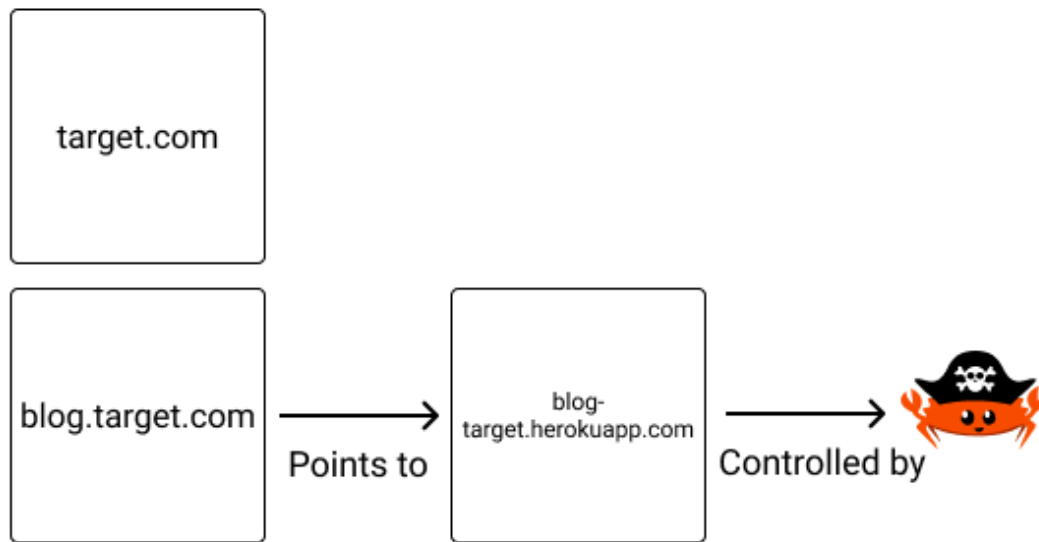 target.com
blog.target.com
Points to
blog-
target.herokuapp.com
Controlled by